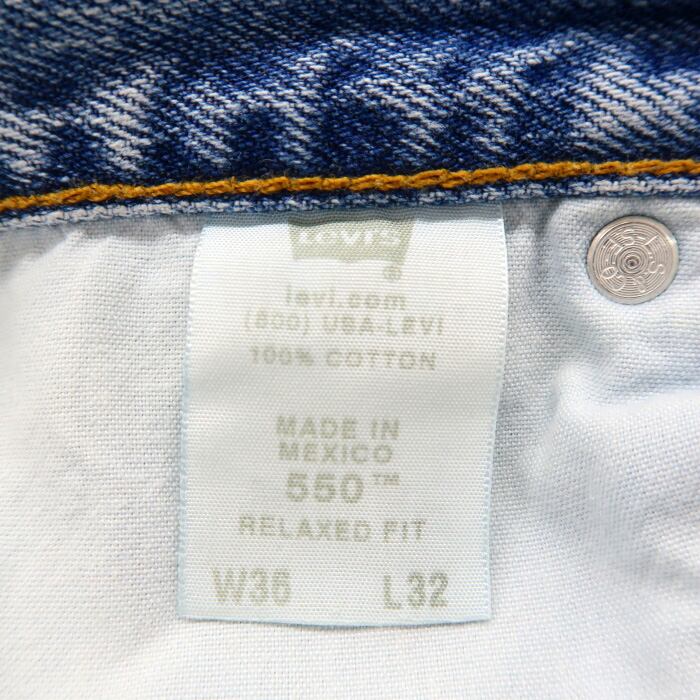 Levi's
®
levi.com
(800) USA-LEVI
100% COTTON
MADE IN
MEXICO
550™
RELAXED FIT
W36 L32